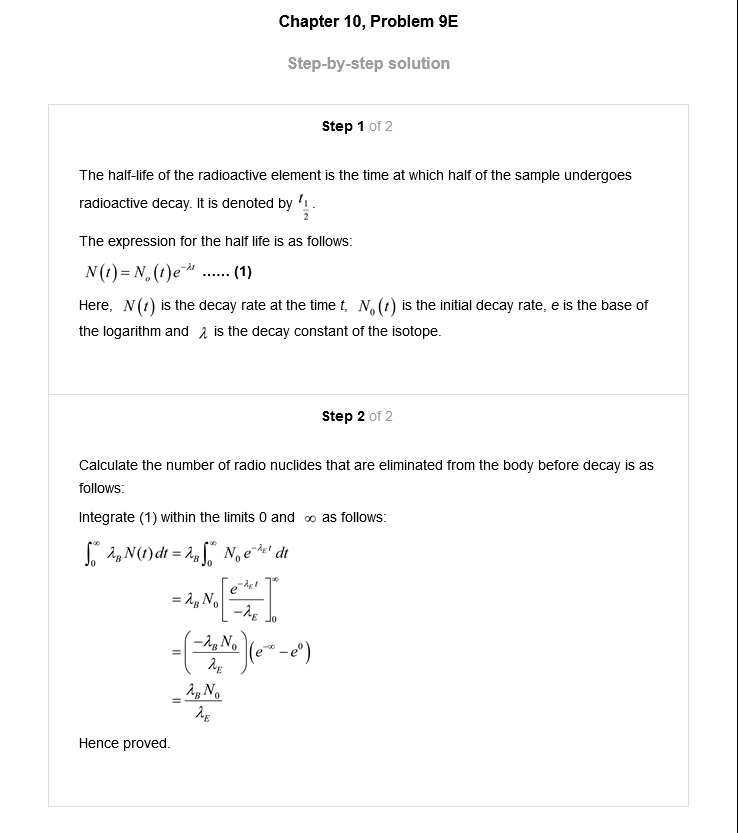 Chapter 10, Problem 9E
Step-by-step solution
Step 1 of 2
The half-life of the radioactive element is the time at which half of the sample undergoes
radioactive decay. It is denoted by $t_{\frac{1}{2}}$ .
The expression for the half life is as follows:
$N(t) = N_o(t)e^{-\lambda t}$ ...... (1)
Here, $N(t)$ is the decay rate at the time t, $N_0(t)$ is the initial decay rate, e is the base of
the logarithm and $\lambda$ is the decay constant of the isotope.
Step 2 of 2
Calculate the number of radio nuclides that are eliminated from the body before decay is as
follows:
Integrate (1) within the limits 0 and ∞ as follows:
$\int_0^\infty \lambda_B N(t) dt = \lambda_B \int_0^\infty N_0 e^{-\lambda_E t} dt$
$= \lambda_B N_0 \left[ \frac{e^{-\lambda_E t}}{-\lambda_E} \right]_0^\infty$
$= \left( \frac{-\lambda_B N_0}{\lambda_E} \right) \left( e^{-\infty} - e^0 \right)$
$= \frac{\lambda_B N_0}{\lambda_E}$
Hence proved.